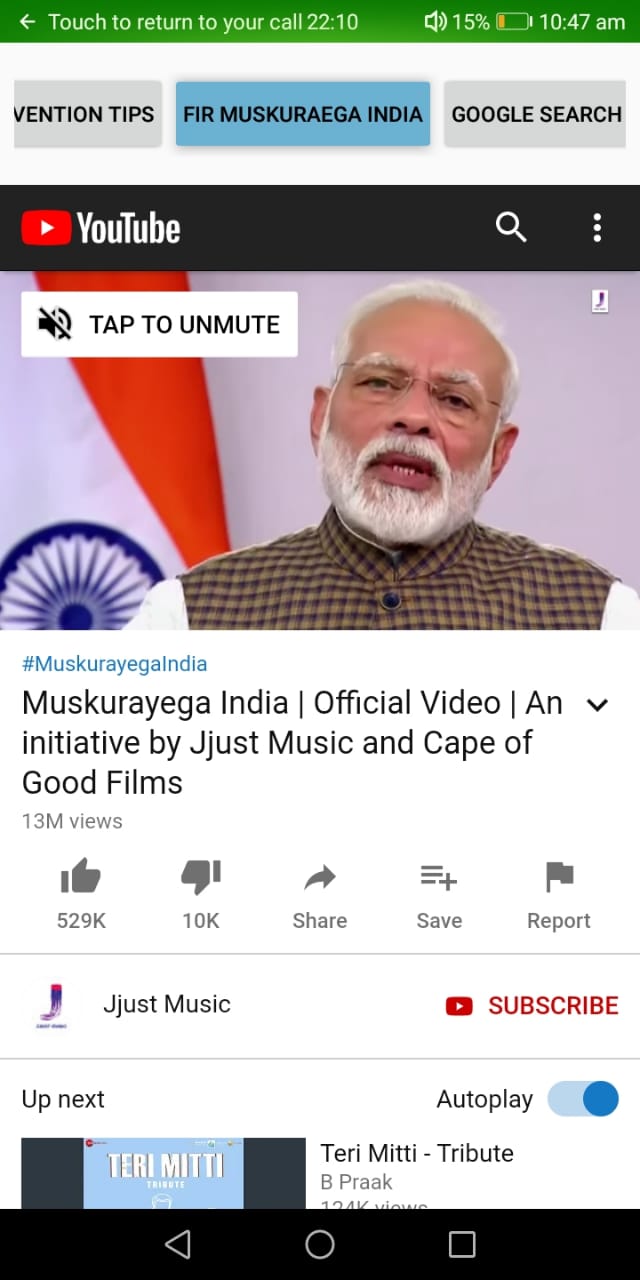 Touch to return to your call 22:10
15%
10:47 am
VENTION TIPS
FIR MUSKURAEGA INDIA
GOOGLE SEARCH
YouTube
TAP TO UNMUTE
#MuskurayegaIndia
Muskurayega India | Official Video | An
initiative by Jjust Music and Cape of
Good Films
13M views
529K
10K
Share
Save
Report
Jjust Music
SUBSCRIBE
Up next
Autoplay
TERI MITTI
TRIBUTE
Teri Mitti - Tribute
B Praak
124K views